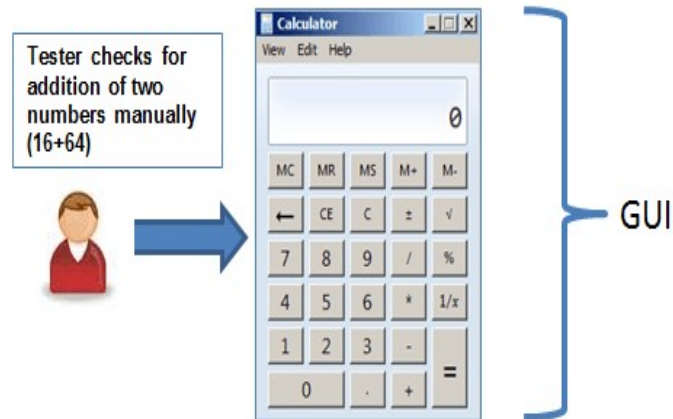 Tester checks for
addition of two
numbers manually
(16+64)
Calculator
View Edit Help
0
MC MR MS M+ M-
← CE C ± √
7 8 9 / %
4 5 6 * 1/x
1 2 3 - =
0 . +
GUI